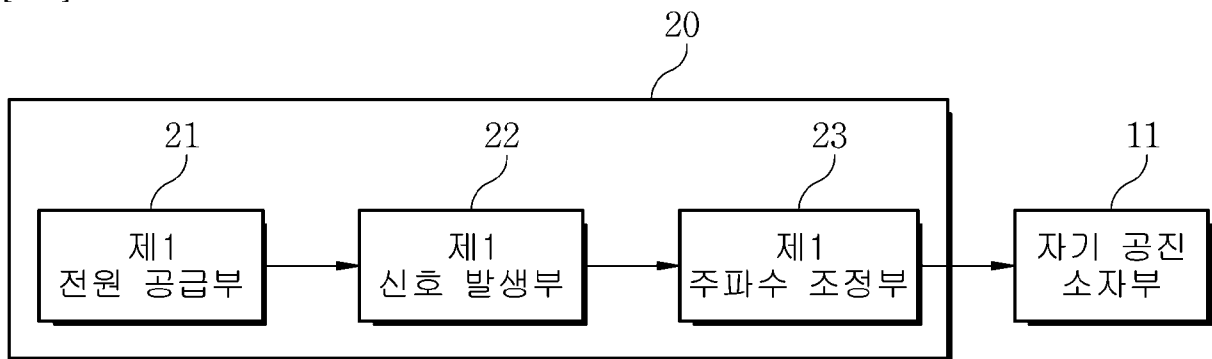 20
21
22
23
11
제1
전원 공급부
제1
신호 발생부
제1
주파수 조정부
자기 공진
소자부